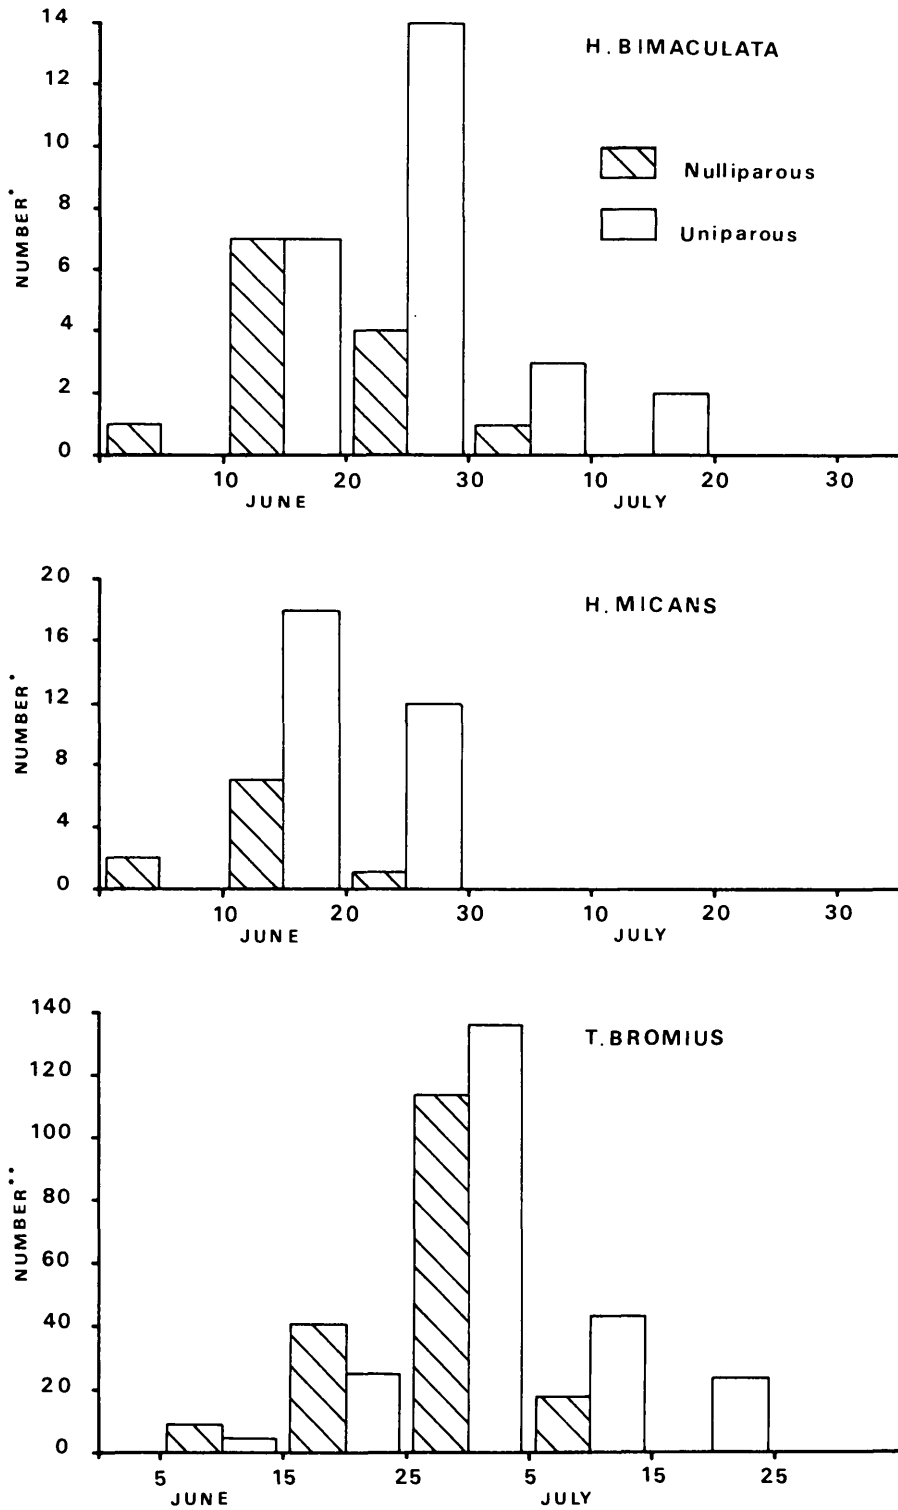 H. BIMACULATA
Nulliparous
Uniparous
NUMBER*
14
12
10
8
6
4
2
0
10 20 30 10 20 30
JUNE JULY
H. MICANS
NUMBER*
20
16
12
8
4
0
10 20 30 10 20 30
JUNE JULY
T. BROMIUS
NUMBER**
140
120
100
80
60
40
20
0
5 15 25 5 15 25
JUNE JULY